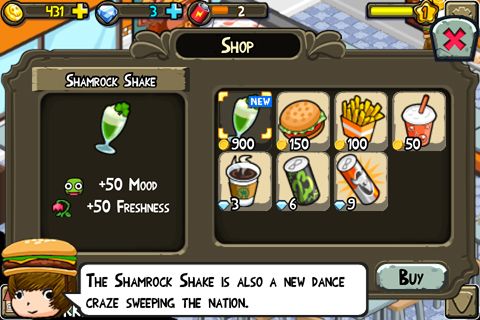 431
2
1
Shop
Shamrock Shake
+50 Mood
+50 Freshness
NEW
900
150
100
50
3
6
9
The Shamrock Shake is also a new dance
craze sweeping the nation.
Buy